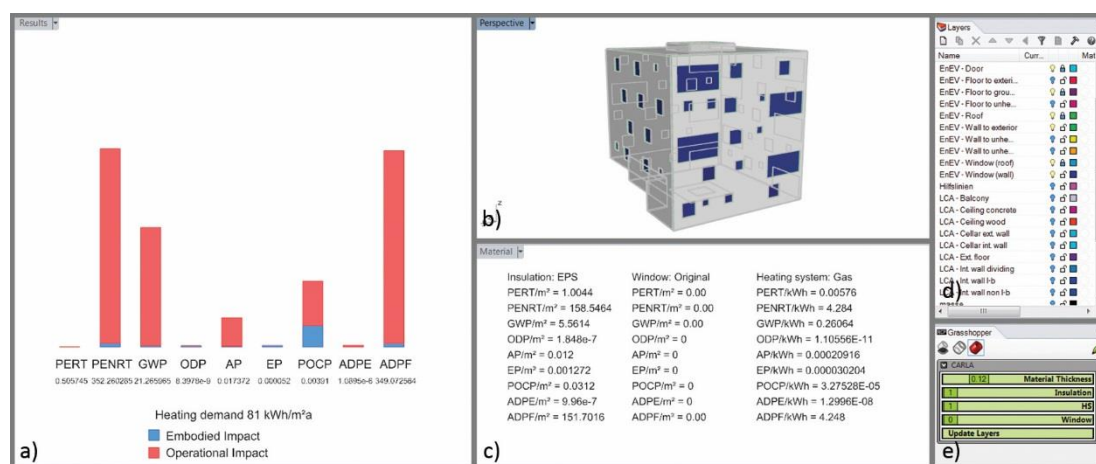 Results
PERT PENRT GWP ODP AP EP POCP ADPE ADPF
0.505745 352.260285 21.265965 8.3978e-9 0.017372 0.009052 0.00391 1.0895e-6 349.072564
Heating demand 81 kWh/m²a
Embodied Impact
Operational Impact
a)
Perspective
z
b)
Material
Insulation: EPS Window: Original Heating system: Gas
PERT/m² = 1.0044 PERT/m² = 0.00 PERT/kWh = 0.00576
PENRT/m² = 158.5464 PENRT/m² = 0.00 PENRT/kWh = 4.284
GWP/m² = 5.5614 GWP/m² = 0.00 GWP/kWh = 0.26064
ODP/m² = 1.848e-7 ODP/m² = 0 ODP/kWh = 1.10556E-11
AP/m² = 0.012 AP/m² = 0 AP/kWh = 0.00020916
EP/m² = 0.001272 EP/m² = 0 EP/kWh = 0.000030204
POCP/m² = 0.0312 POCP/m² = 0 POCP/kWh = 3.27528E-05
ADPE/m² = 9.96e-7 ADPE/m² = 0 ADPE/kWh = 1.2996E-08
ADPF/m² = 151.7016 ADPF/m² = 0.00 ADPF/kWh = 4.248
c)
Layers
Name Curr... Mat
EnEV - Door
EnEV - Floor to exteri...
EnEV - Floor to grou...
EnEV - Floor to unhe...
EnEV - Roof
EnEV - Wall to exterior
EnEV - Wall to unhe...
EnEV - Wall to unhe...
EnEV - Window (roof)
EnEV - Window (wall)
Hilfslinien
LCA - Balcony
LCA - Ceiling concrete
LCA - Ceiling wood
LCA - Cellar ext. wall
LCA - Cellar int. wall
LCA - Ext. floor
LCA - Int. wall dividing
LCA - Int. wall l-b
LCA - Int. wall non l-b
d)
Grasshopper
CARLA
0.12 Material Thickness
1 Insulation
1 HS
0 Window
Update Layers
e)